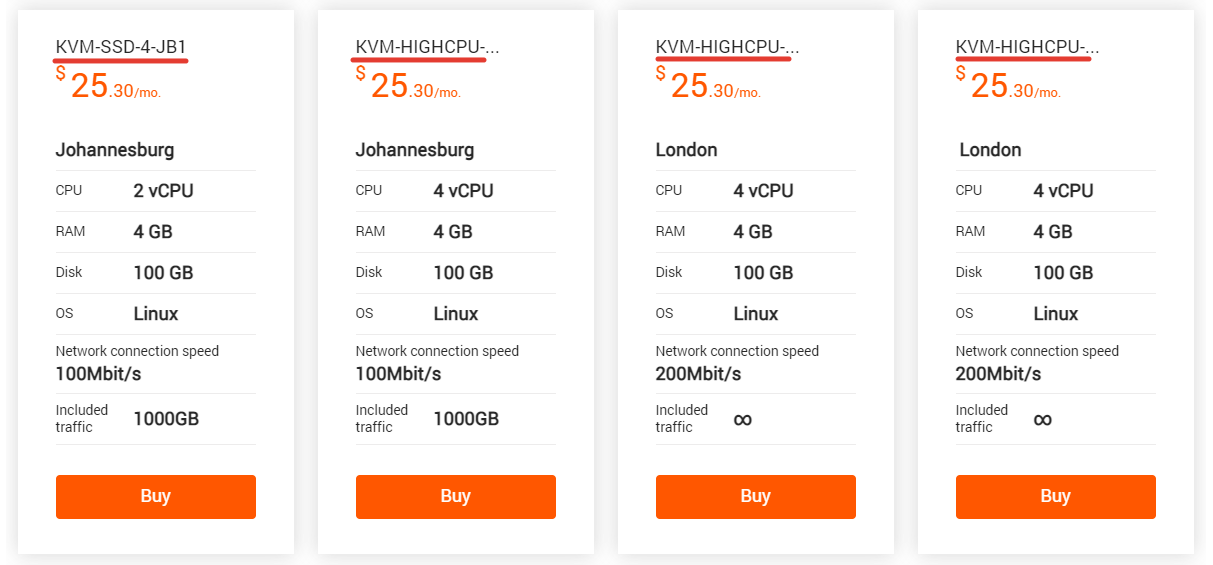 KVM-SSD-4-JB1
$ 25.30/mo.
Johannesburg
CPU 2 vCPU
RAM 4 GB
Disk 100 GB
OS Linux
Network connection speed
100Mbit/s
Included
traffic 1000GB
Buy
KVM-HIGHCPU-...
$ 25.30/mo.
Johannesburg
CPU 4 vCPU
RAM 4 GB
Disk 100 GB
OS Linux
Network connection speed
100Mbit/s
Included
traffic 1000GB
Buy
KVM-HIGHCPU-...
$ 25.30/mo.
London
CPU 4 vCPU
RAM 4 GB
Disk 100 GB
OS Linux
Network connection speed
200Mbit/s
Included
traffic ∞
Buy
KVM-HIGHCPU-...
$ 25.30/mo.
London
CPU 4 vCPU
RAM 4 GB
Disk 100 GB
OS Linux
Network connection speed
200Mbit/s
Included
traffic ∞
Buy